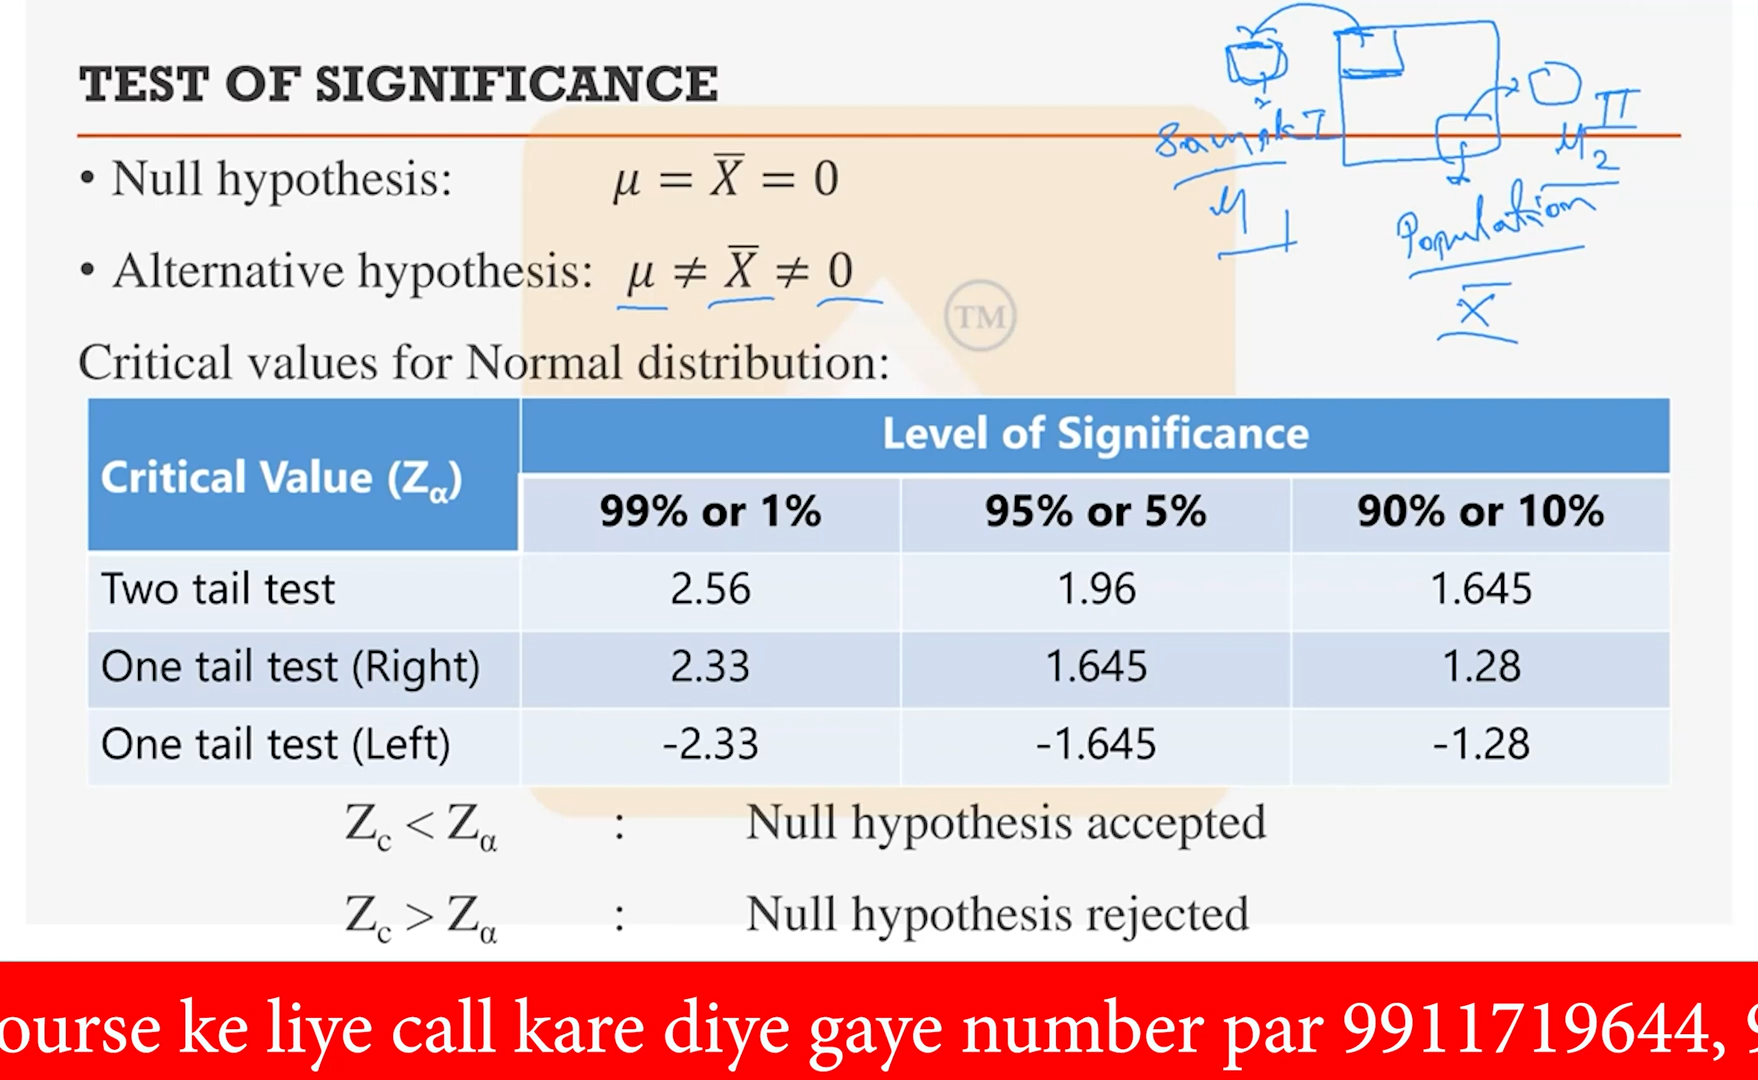 TEST OF SIGNIFICANCE
• Null hypothesis: μ = X̅ = 0
• Alternative hypothesis: μ ≠ X̅ ≠ 0
Sample I
μ1
II
μ2
Population
X̅
TM
Critical values for Normal distribution:
Critical Value (Zα) Level of Significance
99% or 1% 95% or 5% 90% or 10%
Two tail test 2.56 1.96 1.645
One tail test (Right) 2.33 1.645 1.28
One tail test (Left) -2.33 -1.645 -1.28
Zc < Zα : Null hypothesis accepted
Zc > Zα : Null hypothesis rejected
ourse ke liye call kare diye gaye number par 9911719644, 9